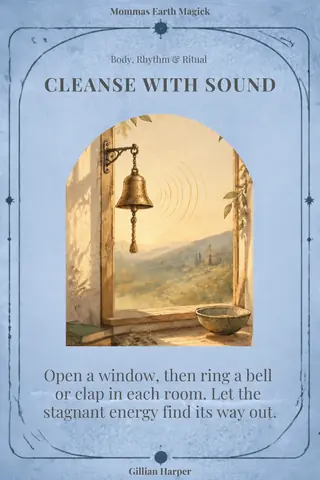 Mommas Earth Magick
Body, Rhythm & Ritual
CLEANSE WITH SOUND
Open a window, then ring a bell
or clap in each room. Let the
stagnant energy find its way out.
Gillian Harper